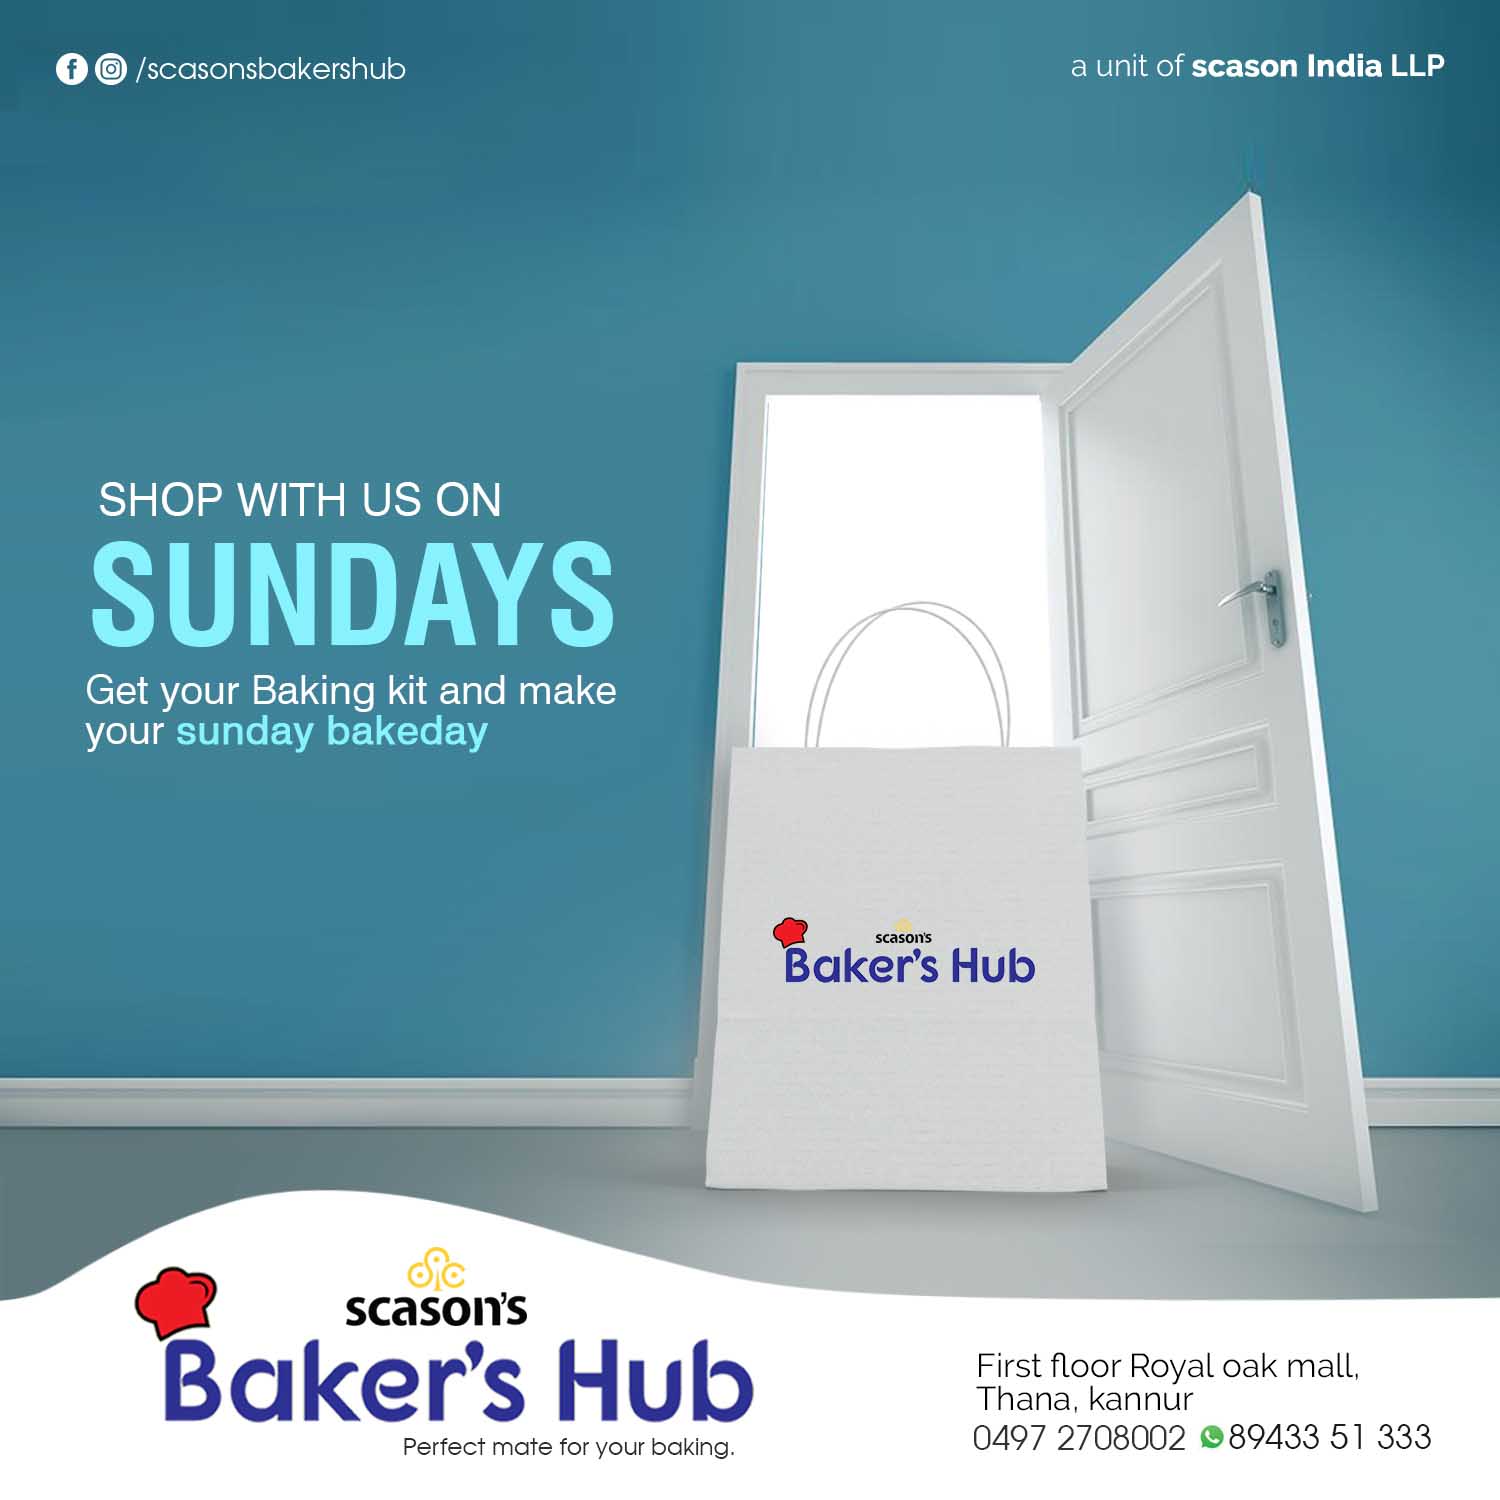 /scasonsbakershub
a unit of scason India LLP
SHOP WITH US ON
SUNDAYS
Get your Baking kit and make
your sunday bakeday
scason's
Baker's Hub
scason's
Baker's Hub
Perfect mate for your baking.
First floor Royal oak mall,
Thana, kannur
0497 2708002 89433 51 333